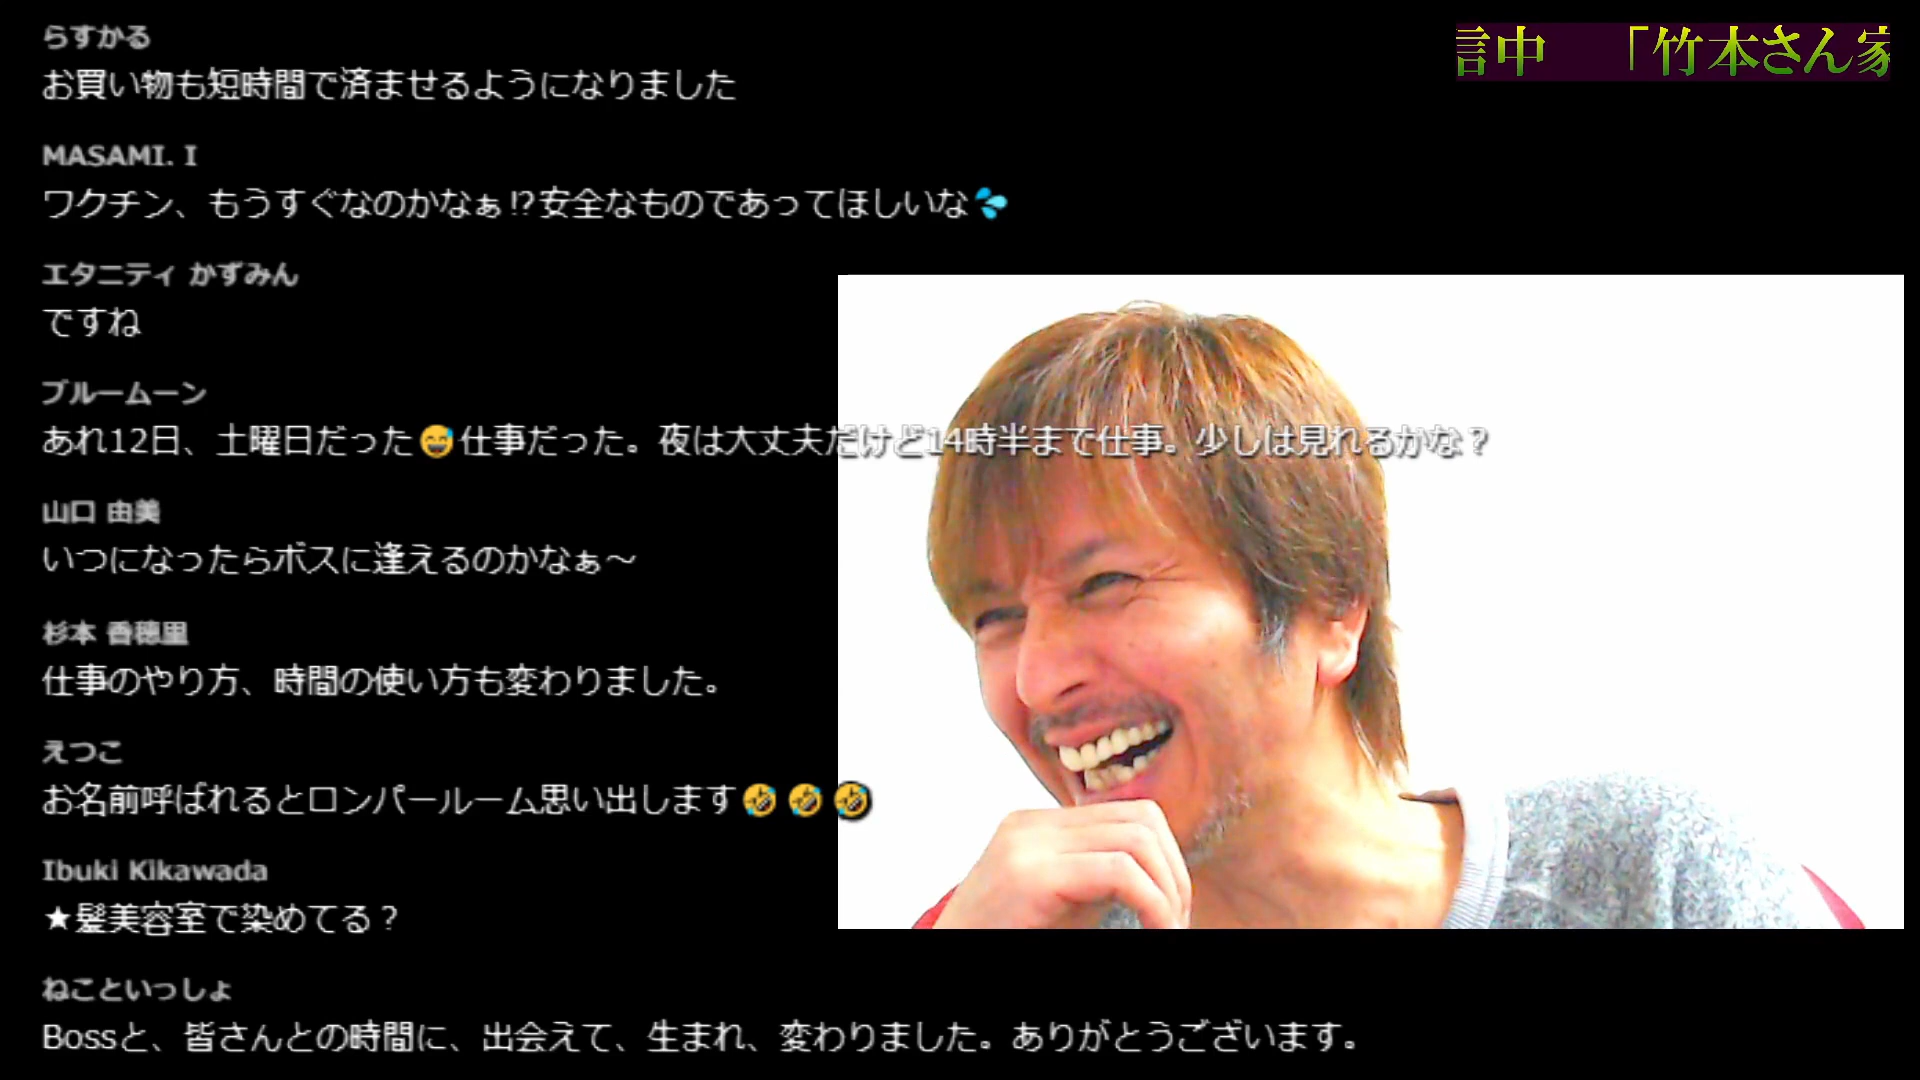 らすかる
お買い物も短時間で済ませるようになりました
言中 「竹本さん家
MASAMI. I
ワクチン、もうすぐなのかなぁ⁉安全なものであってほしいな💦
エタニティ かずみん
ですね
ブルームーン
あれ12日、土曜日だった😅仕事だった。夜は大丈夫だけど14時半まで仕事。少しは見れるかな？
山口 由美
いつになったらボスに逢えるのかなぁ〜
杉本 香穂里
仕事のやり方、時間の使い方も変わりました。
えつこ
お名前呼ばれるとロンパールーム思い出します🤣🤣🤣
Ibuki Kikawada
★髪美容室で染めてる？
ねこといっしょ
Bossと、皆さんとの時間に、出会えて、生まれ、変わりました。ありがとうございます。